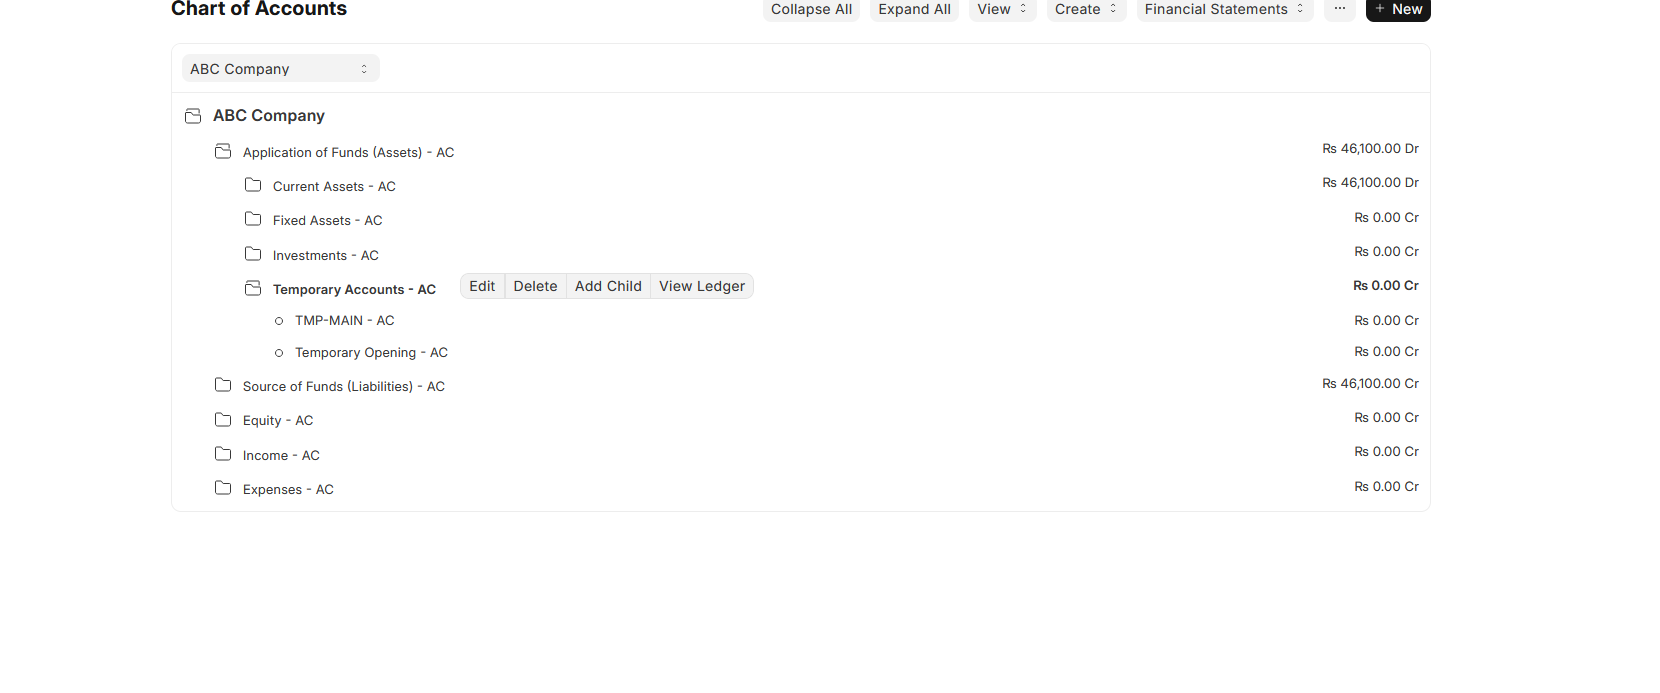 Chart of Accounts
Collapse All Expand All View Create Financial Statements ... + New
ABC Company
ABC Company
Application of Funds (Assets) - AC Rs 46,100.00 Dr
Current Assets - AC Rs 46,100.00 Dr
Fixed Assets - AC Rs 0.00 Cr
Investments - AC Rs 0.00 Cr
Temporary Accounts - AC Edit Delete Add Child View Ledger Rs 0.00 Cr
TMP-MAIN - AC Rs 0.00 Cr
Temporary Opening - AC Rs 0.00 Cr
Source of Funds (Liabilities) - AC Rs 46,100.00 Cr
Equity - AC Rs 0.00 Cr
Income - AC Rs 0.00 Cr
Expenses - AC Rs 0.00 Cr